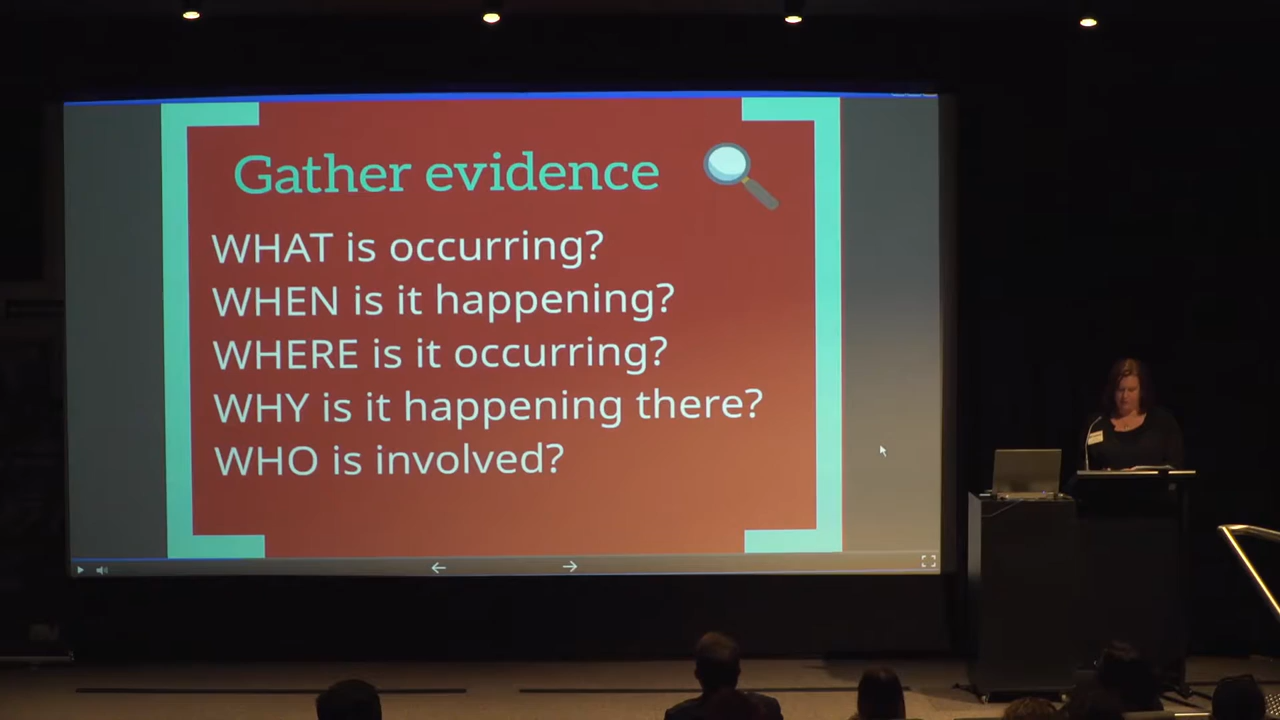 Gather evidence
WHAT is occurring?
WHEN is it happening?
WHERE is it occurring?
WHY is it happening there?
WHO is involved?